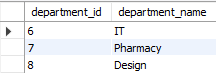 department_id department_name
6 IT
7 Pharmacy
8 Design